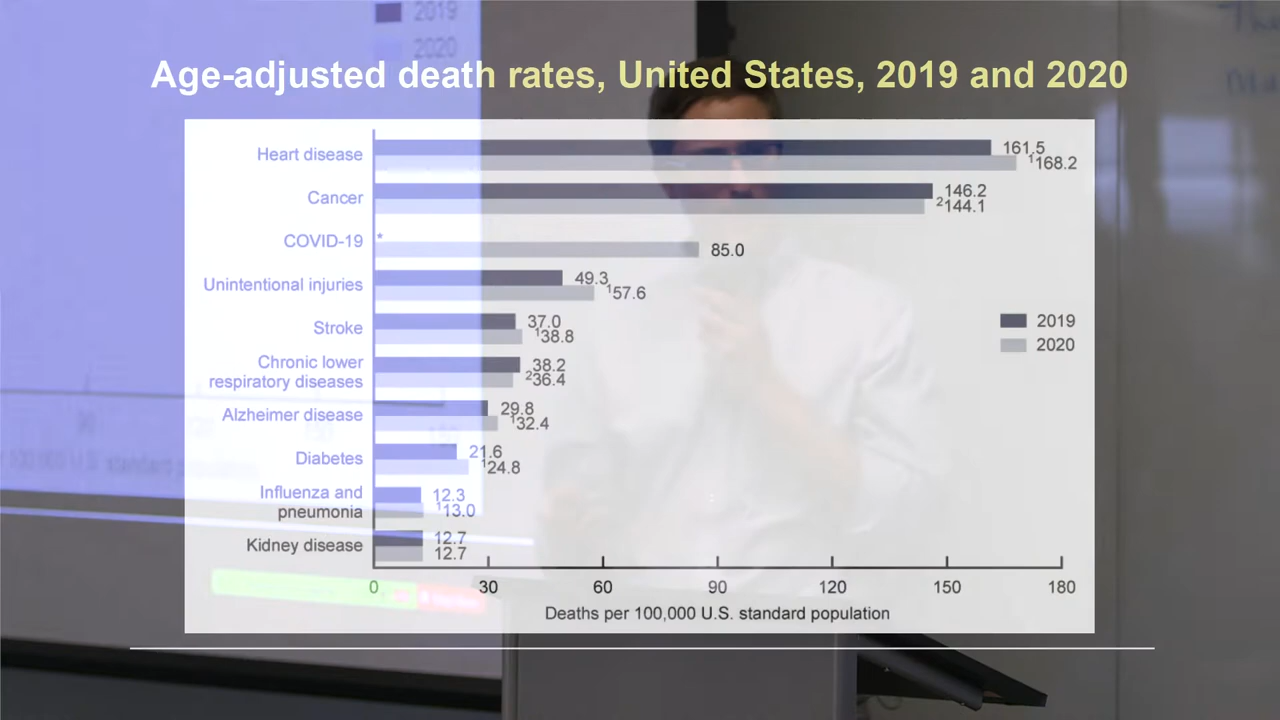 2019
2020
Age-adjusted death rates, United States, 2019 and 2020
Heart disease
161.5
¹168.2
Cancer
146.2
²144.1
COVID-19
*
85.0
Unintentional injuries
49.3
¹57.6
Stroke
37.0
¹38.8
2019
2020
Chronic lower
respiratory diseases
38.2
²36.4
Alzheimer disease
29.8
¹32.4
Diabetes
21.6
¹24.8
Influenza and
pneumonia
12.3
¹13.0
Kidney disease
12.7
12.7
0 30 60 90 120 150 180
Deaths per 100,000 U.S. standard population